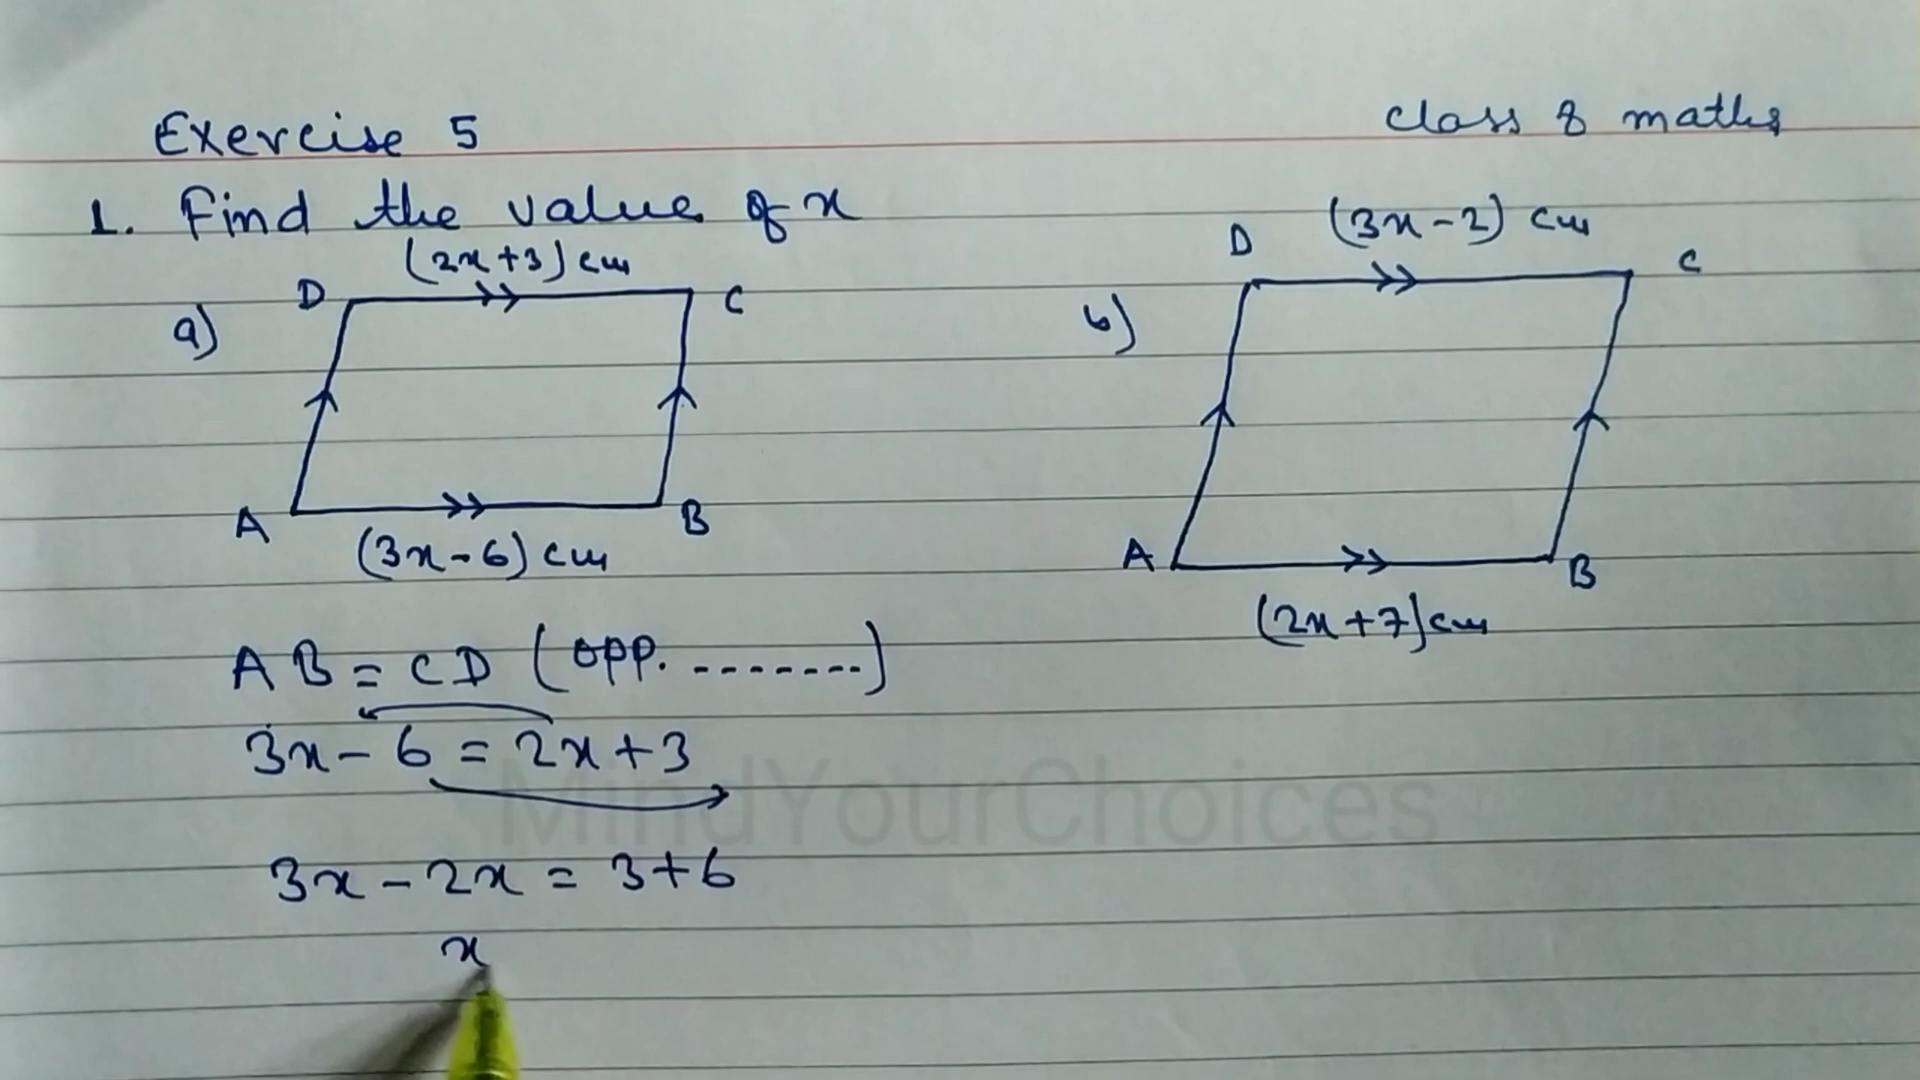 Exercise 5
class 8 maths
1. Find the value of x
a)
(2x+3) cm
D
C
A
B
(3x-6) cm
b)
(3x-2) cm
D
C
A
B
(2x+7) cm
AB = CD (opp. --------)
3x - 6 = 2x + 3
3x - 2x = 3 + 6
x
MindYourChoices